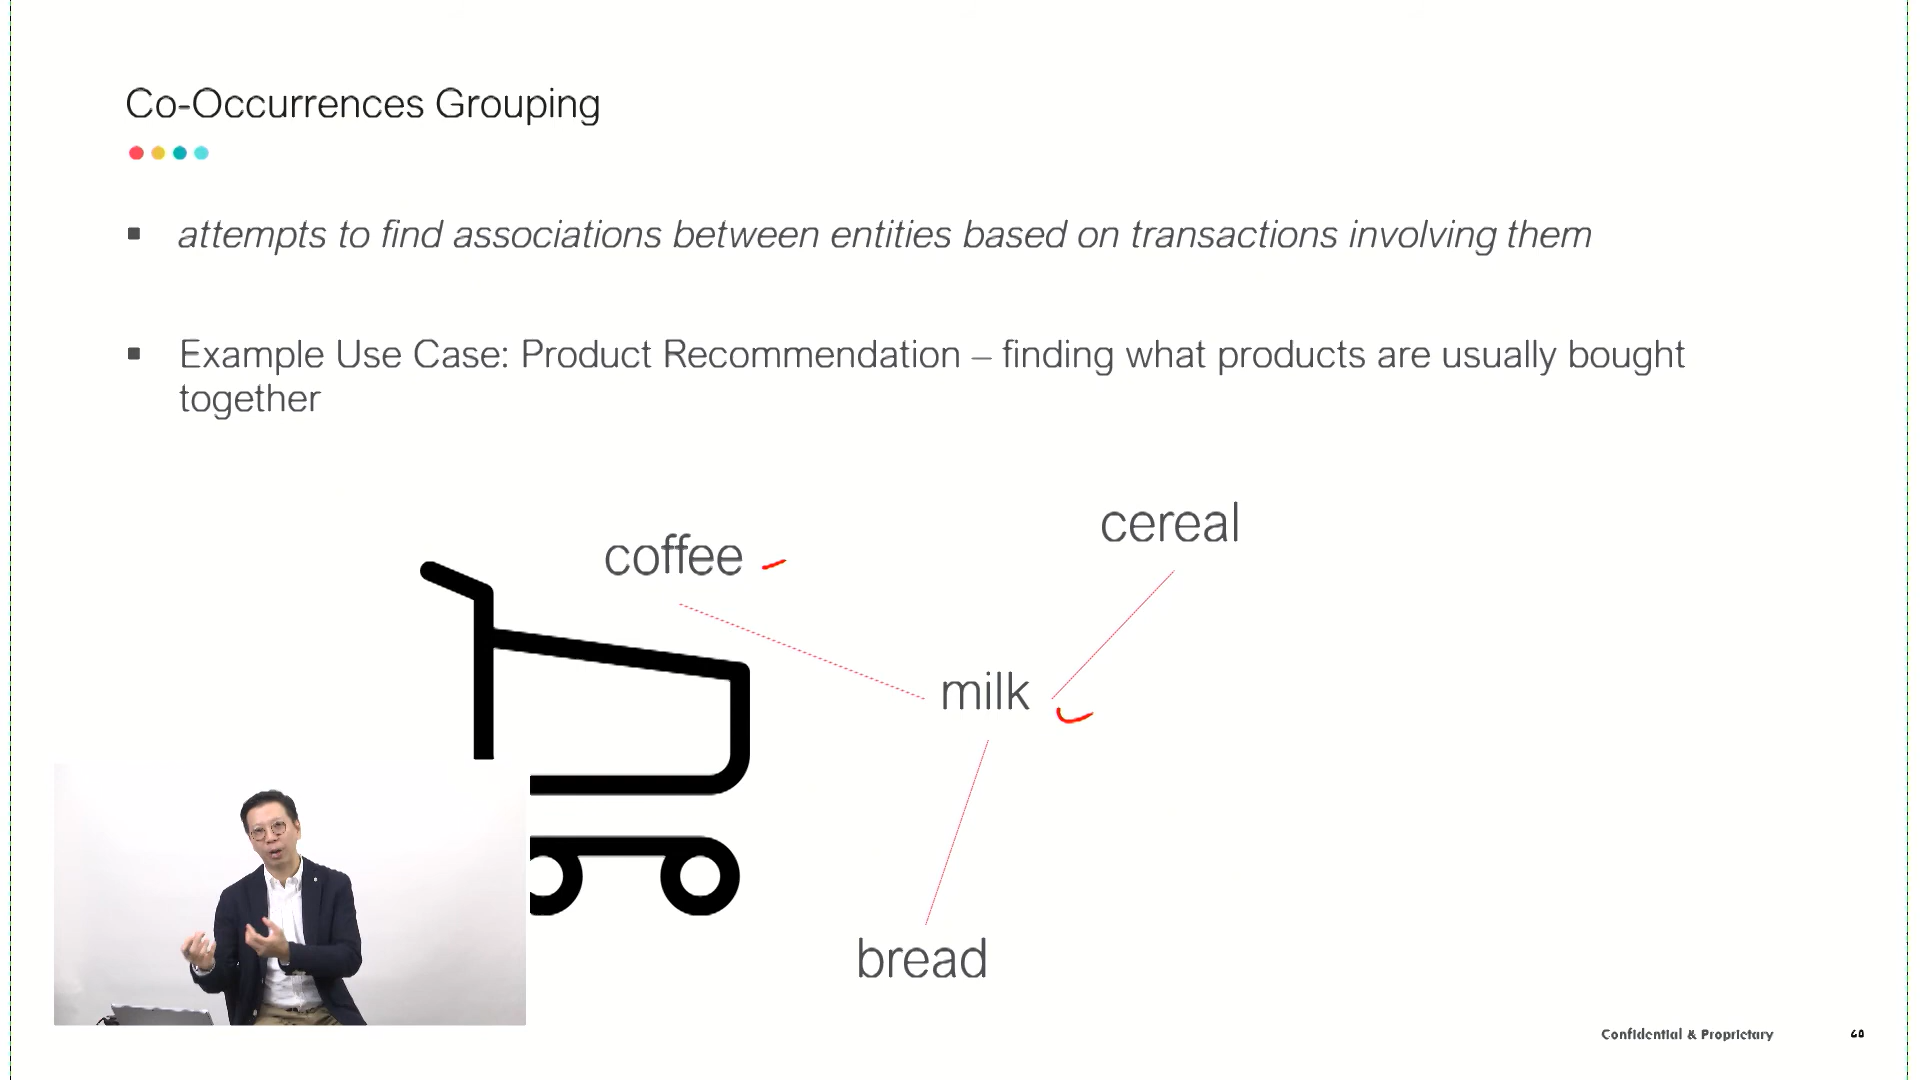 Co-Occurrences Grouping
▪ attempts to find associations between entities based on transactions involving them
▪ Example Use Case: Product Recommendation – finding what products are usually bought
together
cereal
coffee
milk
bread
Confidential & Proprietary